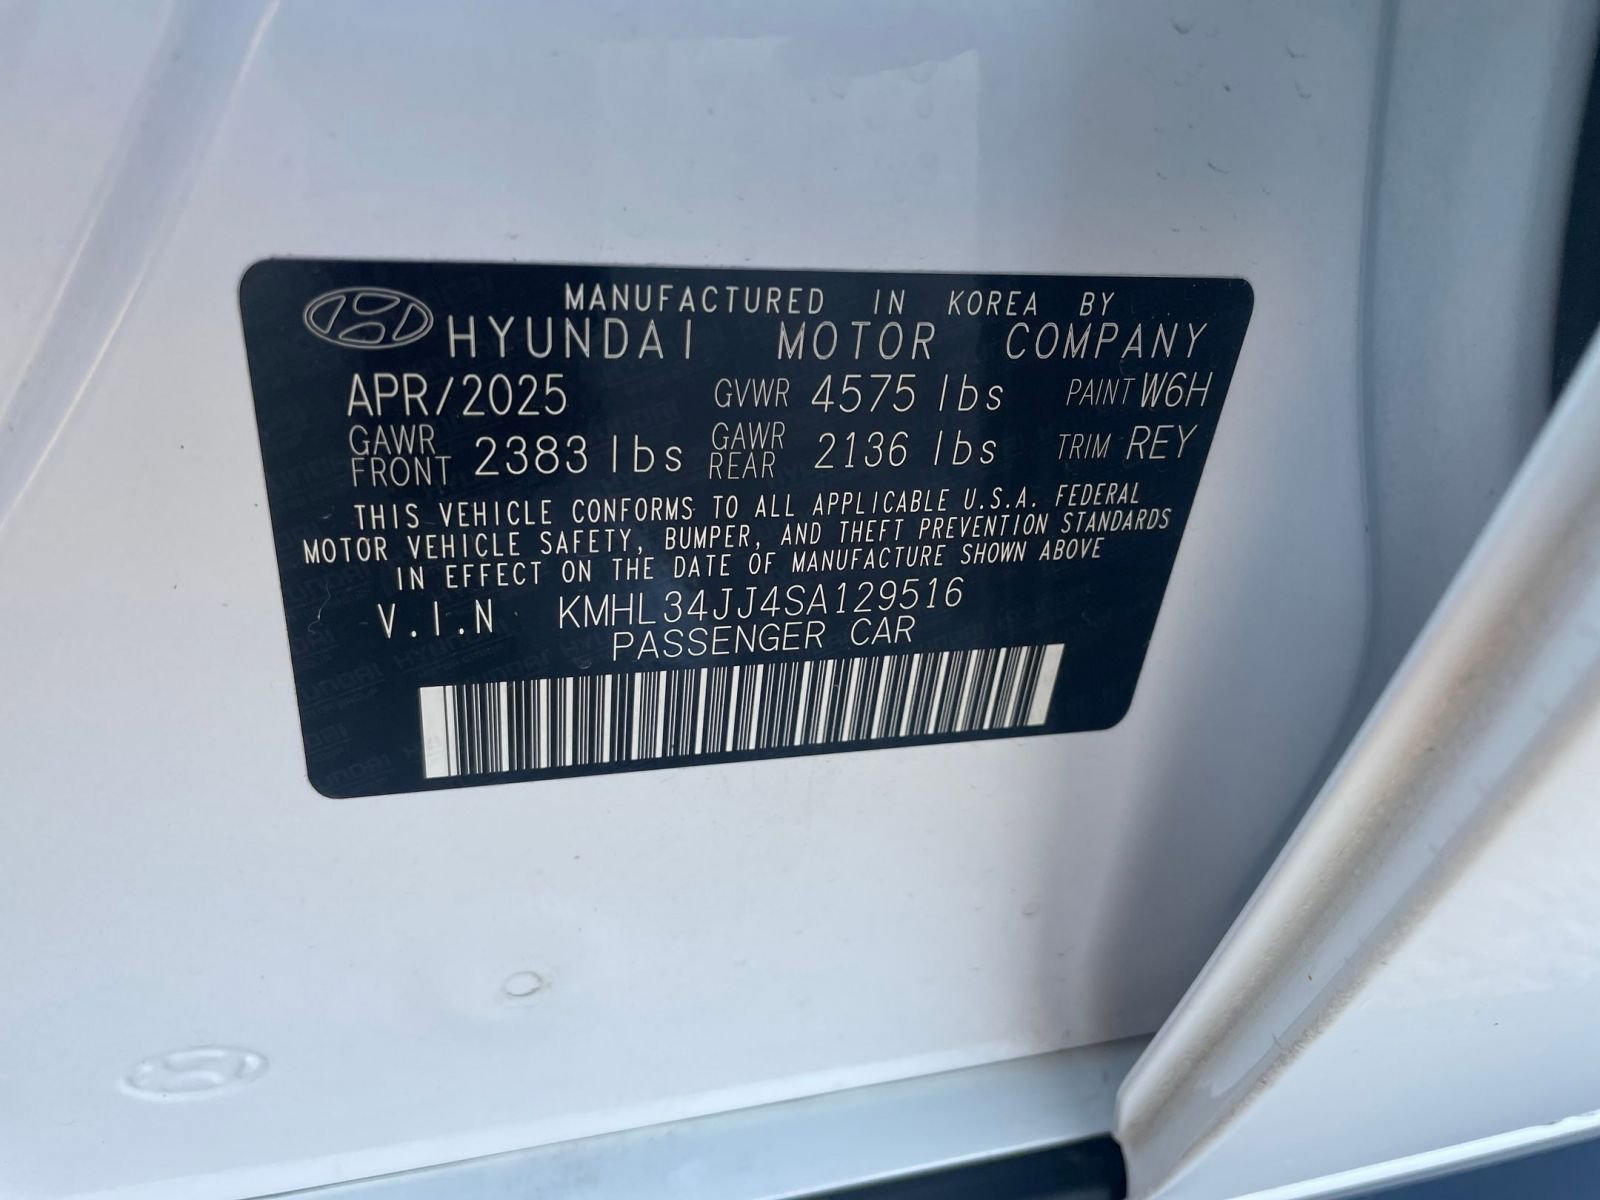 MANUFACTURED IN KOREA BY
HYUNDAI MOTOR COMPANY
APR/2025 GVWR 4575 lbs PAINT W6H
GAWR FRONT 2383 lbs GAWR REAR 2136 lbs TRIM REY
THIS VEHICLE CONFORMS TO ALL APPLICABLE U.S.A. FEDERAL
MOTOR VEHICLE SAFETY, BUMPER, AND THEFT PREVENTION STANDARDS
IN EFFECT ON THE DATE OF MANUFACTURE SHOWN ABOVE
V.I.N KMHL34JJ4SA129516
PASSENGER CAR